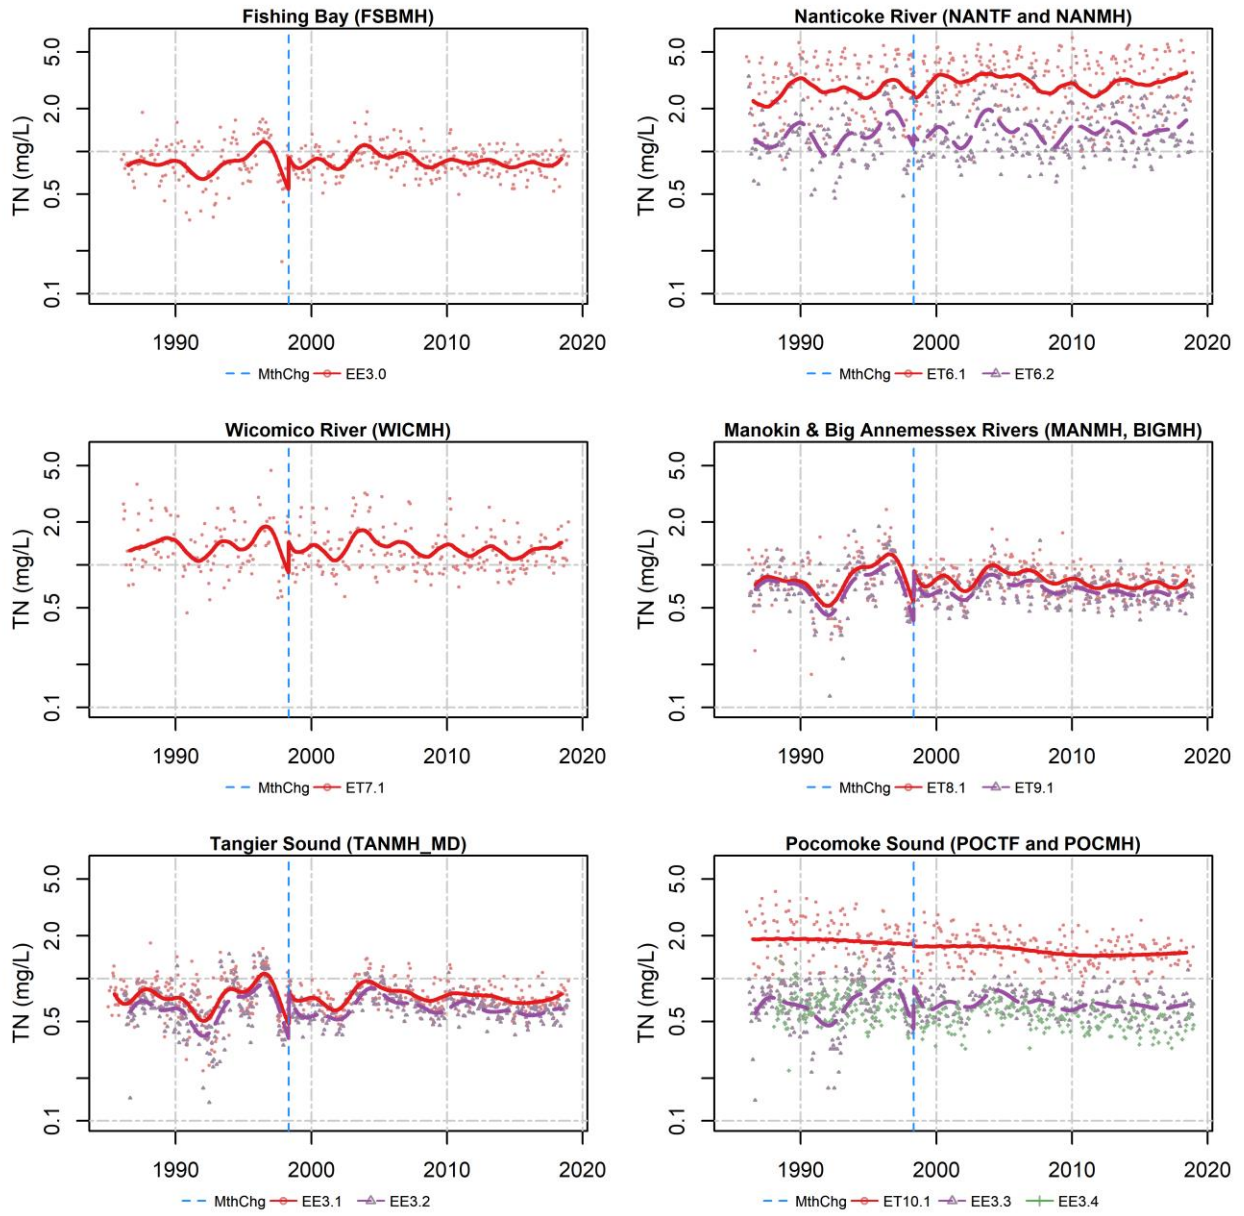 Fishing Bay (FSBMH)
TN (mg/L)
5.0
2.0
0.5
0.1
1990 2000 2010 2020
MthChg EE3.0
Nanticoke River (NANTF and NANMH)
TN (mg/L)
5.0
2.0
0.5
0.1
1990 2000 2010 2020
MthChg ET6.1 ET6.2
Wicomico River (WICMH)
TN (mg/L)
5.0
2.0
0.5
0.1
1990 2000 2010 2020
MthChg ET7.1
Manokin & Big Annemessex Rivers (MANMH, BIGMH)
TN (mg/L)
5.0
2.0
0.5
0.1
1990 2000 2010 2020
MthChg ET8.1 ET9.1
Tangier Sound (TANMH_MD)
TN (mg/L)
5.0
2.0
0.5
0.1
1990 2000 2010 2020
MthChg EE3.1 EE3.2
Pocomoke Sound (POCTF and POCMH)
TN (mg/L)
5.0
2.0
0.5
0.1
1990 2000 2010 2020
MthChg ET10.1 EE3.3 EE3.4